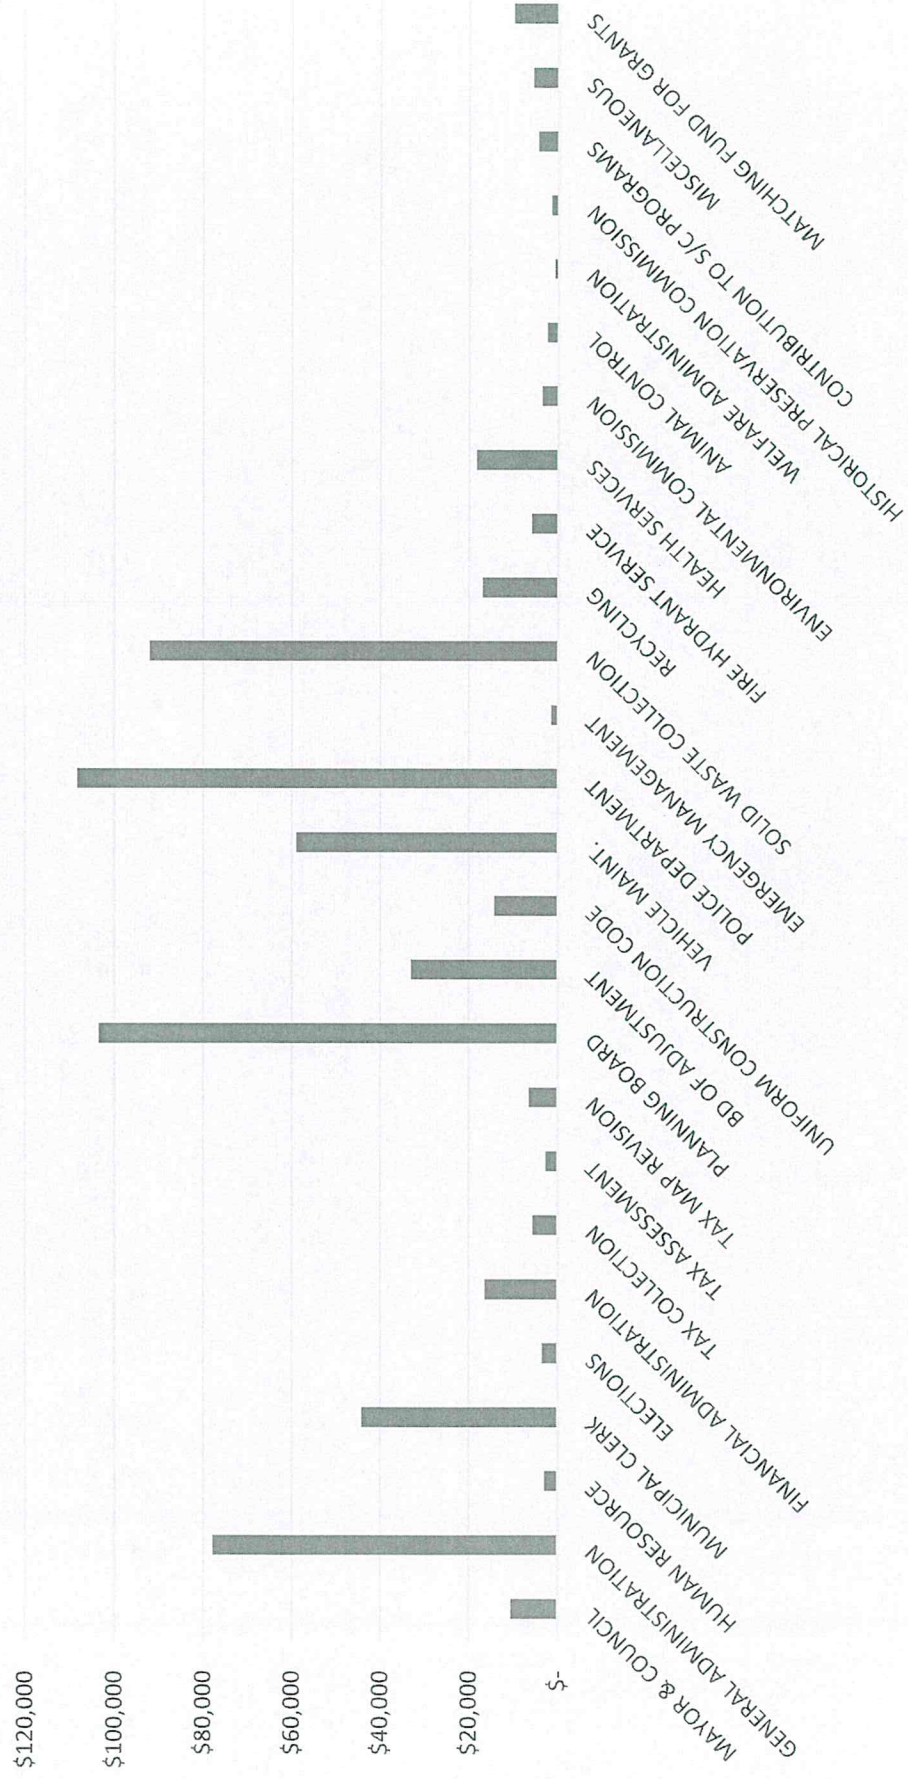 $120,000
$100,000
$80,000
$60,000
$40,000
$20,000
$-
MAYOR & COUNCIL
GENERAL ADMINISTRATION
HUMAN RESOURCE
MUNICIPAL CLERK
ELECTIONS
FINANCIAL ADMINISTRATION
TAX COLLECTION
TAX ASSESSMENT
TAX MAP REVISION
PLANNING BOARD
BD OF ADJUSTMENT
UNIFORM CONSTRUCTION CODE
VEHICLE MAINT.
POLICE DEPARTMENT
EMERGENCY MANAGEMENT
SOLID WASTE COLLECTION
RECYCLING
FIRE HYDRANT SERVICE
HEALTH SERVICES
ENVIRONMENTAL COMMISSION
ANIMAL CONTROL
WELFARE ADMINISTRATION
HISTORICAL PRESERVATION COMMISSION
CONTRIBUTION TO S/C PROGRAMS
MISCELLANEOUS
MATCHING FUND FOR GRANTS